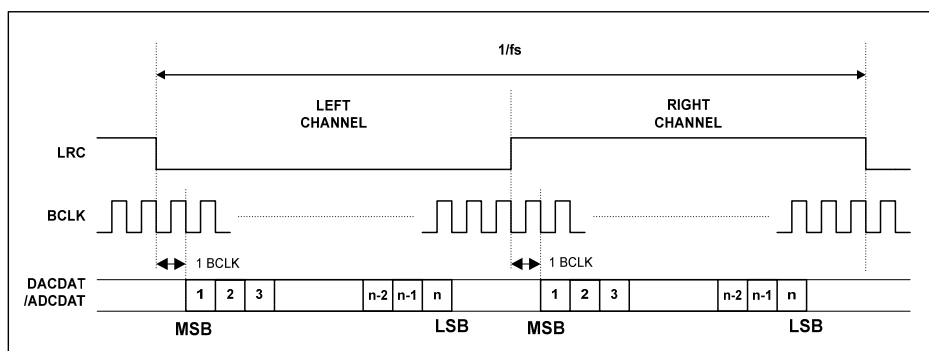 1/fs
LEFT
CHANNEL
RIGHT
CHANNEL
LRC
BCLK
1 BCLK
1 BCLK
DACDAT
/ADCDAT
1 2 3 n-2 n-1 n 1 2 3 n-2 n-1 n
MSB LSB MSB LSB